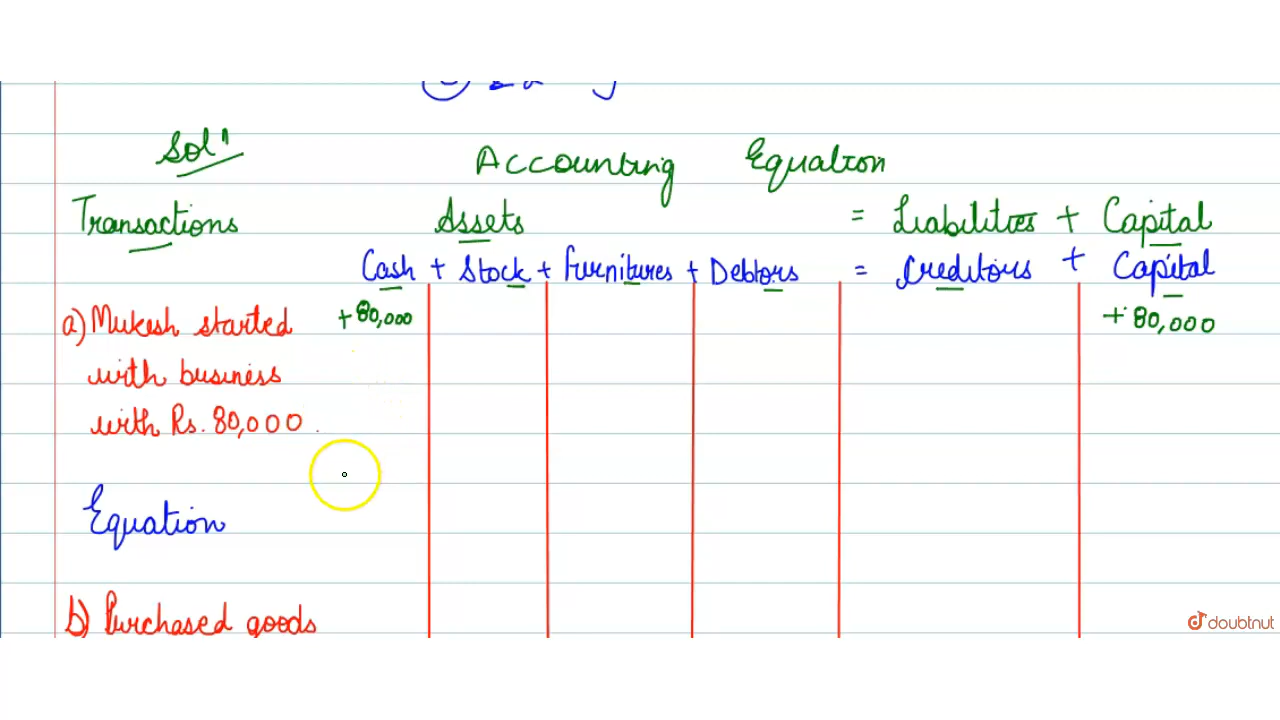 Solⁿ
Accounting Equation
Transactions Assets = Liabilities + Capital
Cash + Stock + Furnitures + Debtors = Creditors + Capital
a) Mukesh started +80,000 +80,000
with business
with Rs. 80,000.
Equation
b) Purchased goods
doubtnut